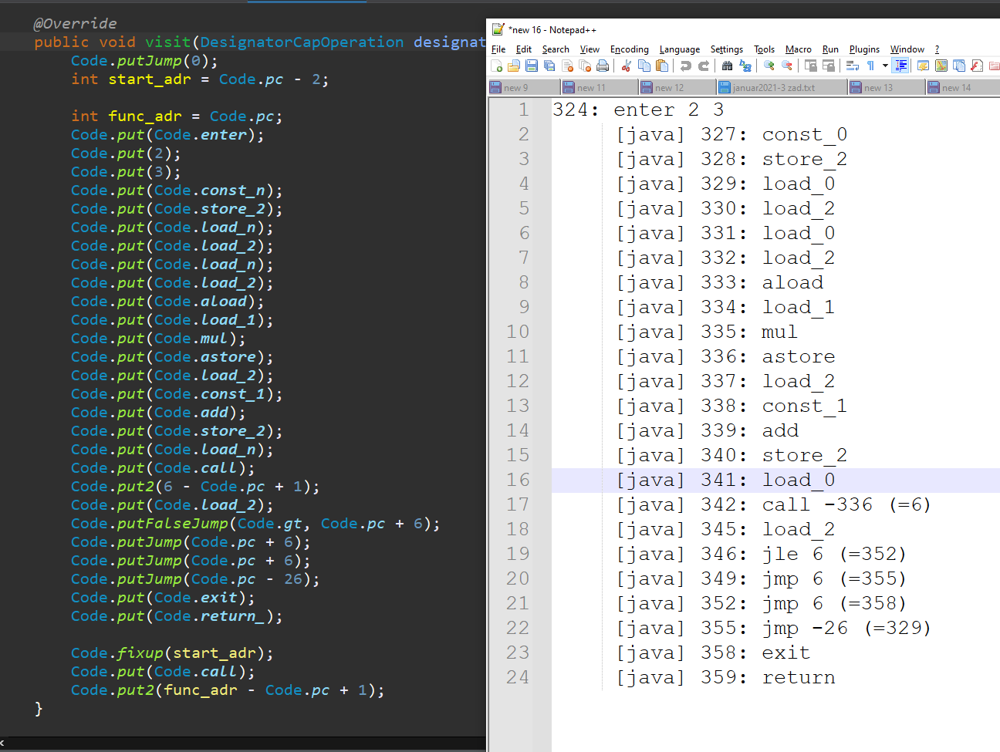 @Override
public void visit(DesignatorCapOperation designat
Code.putJump(0);
int start_adr = Code.pc - 2;
int func_adr = Code.pc;
Code.put(Code.enter);
Code.put(2);
Code.put(3);
Code.put(Code.const_n);
Code.put(Code.store_2);
Code.put(Code.load_n);
Code.put(Code.load_2);
Code.put(Code.load_n);
Code.put(Code.load_2);
Code.put(Code.aload);
Code.put(Code.load_1);
Code.put(Code.mul);
Code.put(Code.astore);
Code.put(Code.load_2);
Code.put(Code.const_1);
Code.put(Code.add);
Code.put(Code.store_2);
Code.put(Code.load_n);
Code.put(Code.call);
Code.put2(6 - Code.pc + 1);
Code.put(Code.load_2);
Code.putFalseJump(Code.gt, Code.pc + 6);
Code.putJump(Code.pc + 6);
Code.putJump(Code.pc + 6);
Code.putJump(Code.pc - 26);
Code.put(Code.exit);
Code.put(Code.return_);
Code.fixup(start_adr);
Code.put(Code.call);
Code.put2(func_adr - Code.pc + 1);
}
*new 16 - Notepad++
File Edit Search View Encoding Language Settings Tools Macro Run Plugins Window ?
new 9 new 11 new 12 januar2021-3 zad.txt new 13 new 14
1 324: enter 2 3
2 [java] 327: const_0
3 [java] 328: store_2
4 [java] 329: load_0
5 [java] 330: load_2
6 [java] 331: load_0
7 [java] 332: load_2
8 [java] 333: aload
9 [java] 334: load_1
10 [java] 335: mul
11 [java] 336: astore
12 [java] 337: load_2
13 [java] 338: const_1
14 [java] 339: add
15 [java] 340: store_2
16 [java] 341: load_0
17 [java] 342: call -336 (=6)
18 [java] 345: load_2
19 [java] 346: jle 6 (=352)
20 [java] 349: jmp 6 (=355)
21 [java] 352: jmp 6 (=358)
22 [java] 355: jmp -26 (=329)
23 [java] 358: exit
24 [java] 359: return